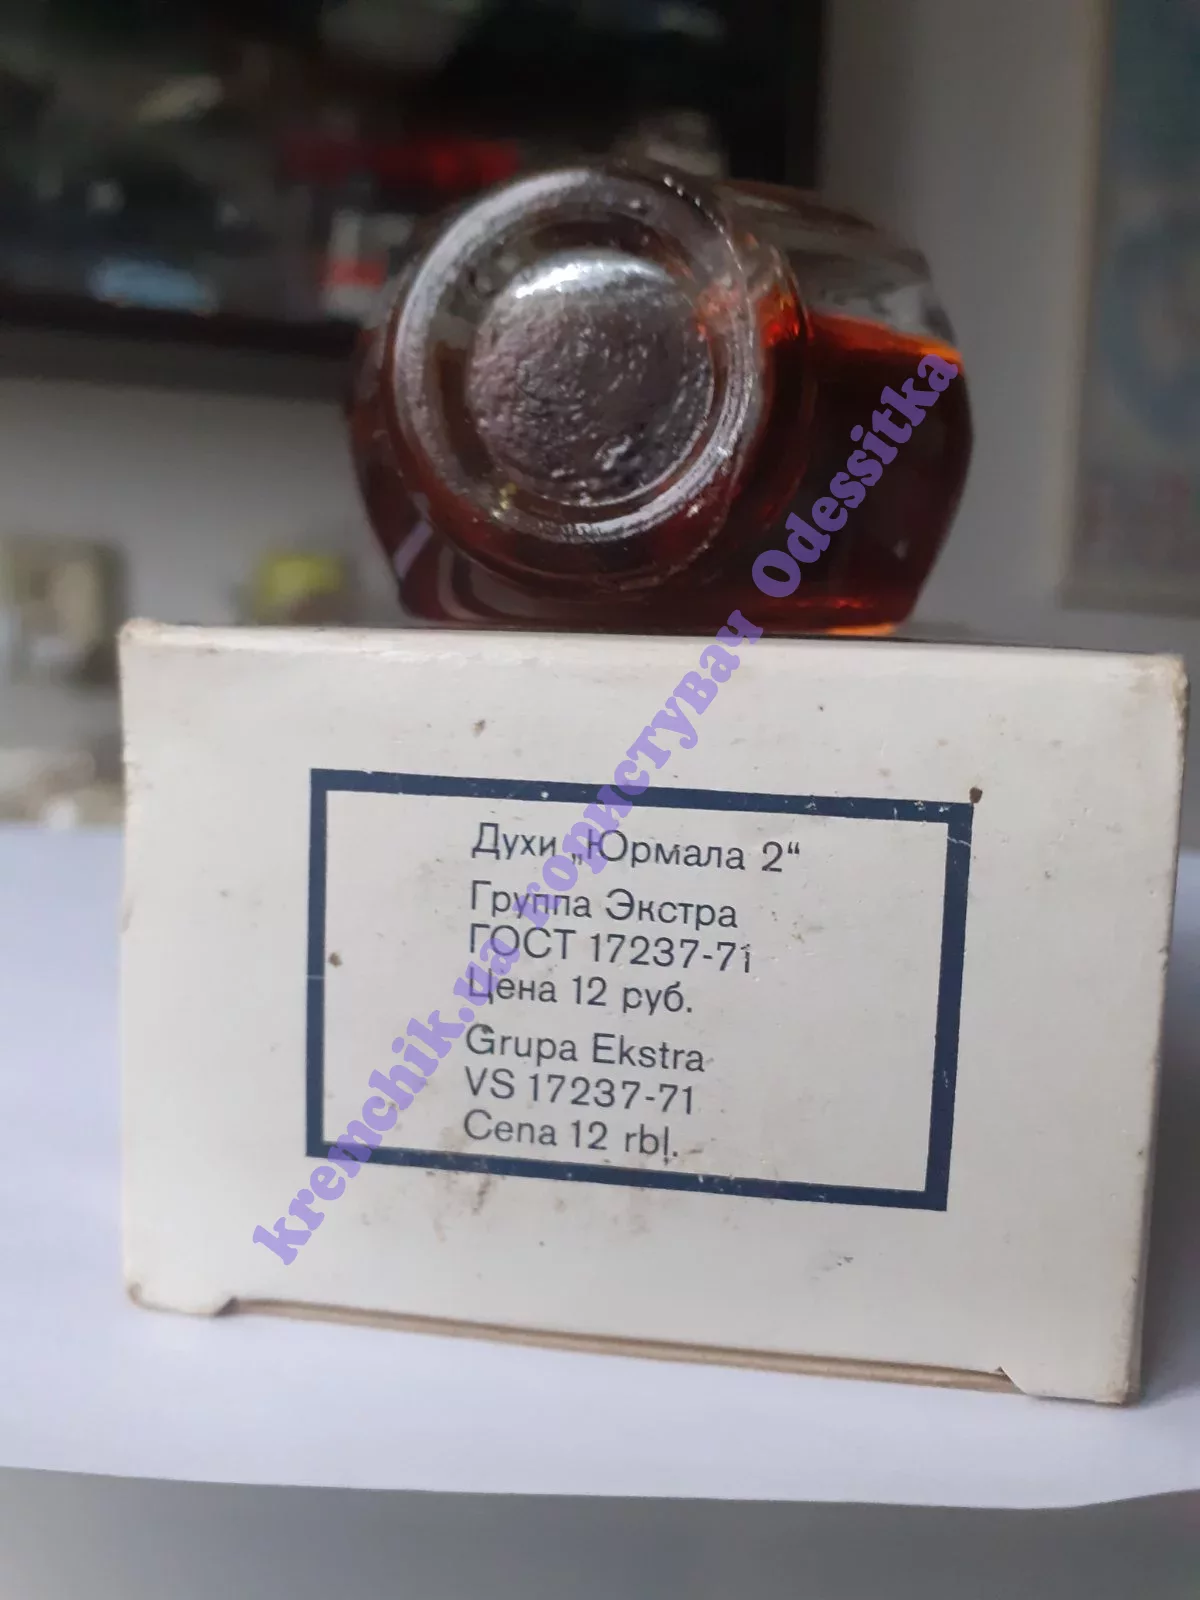 Духи „Юрмала 2“
Группа Экстра
ГОСТ 17237-71
Цена 12 руб.
Grupa Ekstra
VS 17237-71
Cena 12 rbļ.
kremchik.ua користувач Odessitka